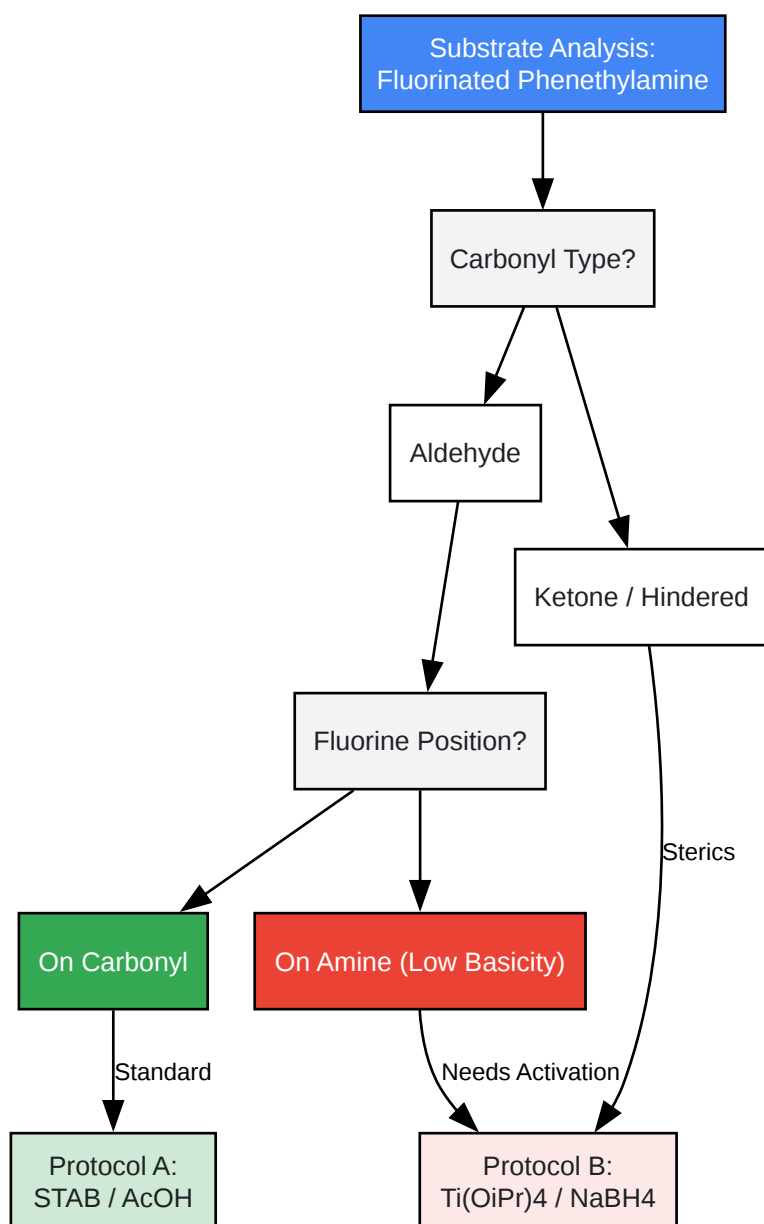 Substrate Analysis:
Fluorinated Phenethylamine
Carbonyl Type?
Aldehyde
Ketone / Hindered
Fluorine Position?
Sterics
On Carbonyl
On Amine (Low Basicity)
Standard
Needs Activation
Protocol A:
STAB / AcOH
Protocol B:
Ti(OiPr)4 / NaBH4